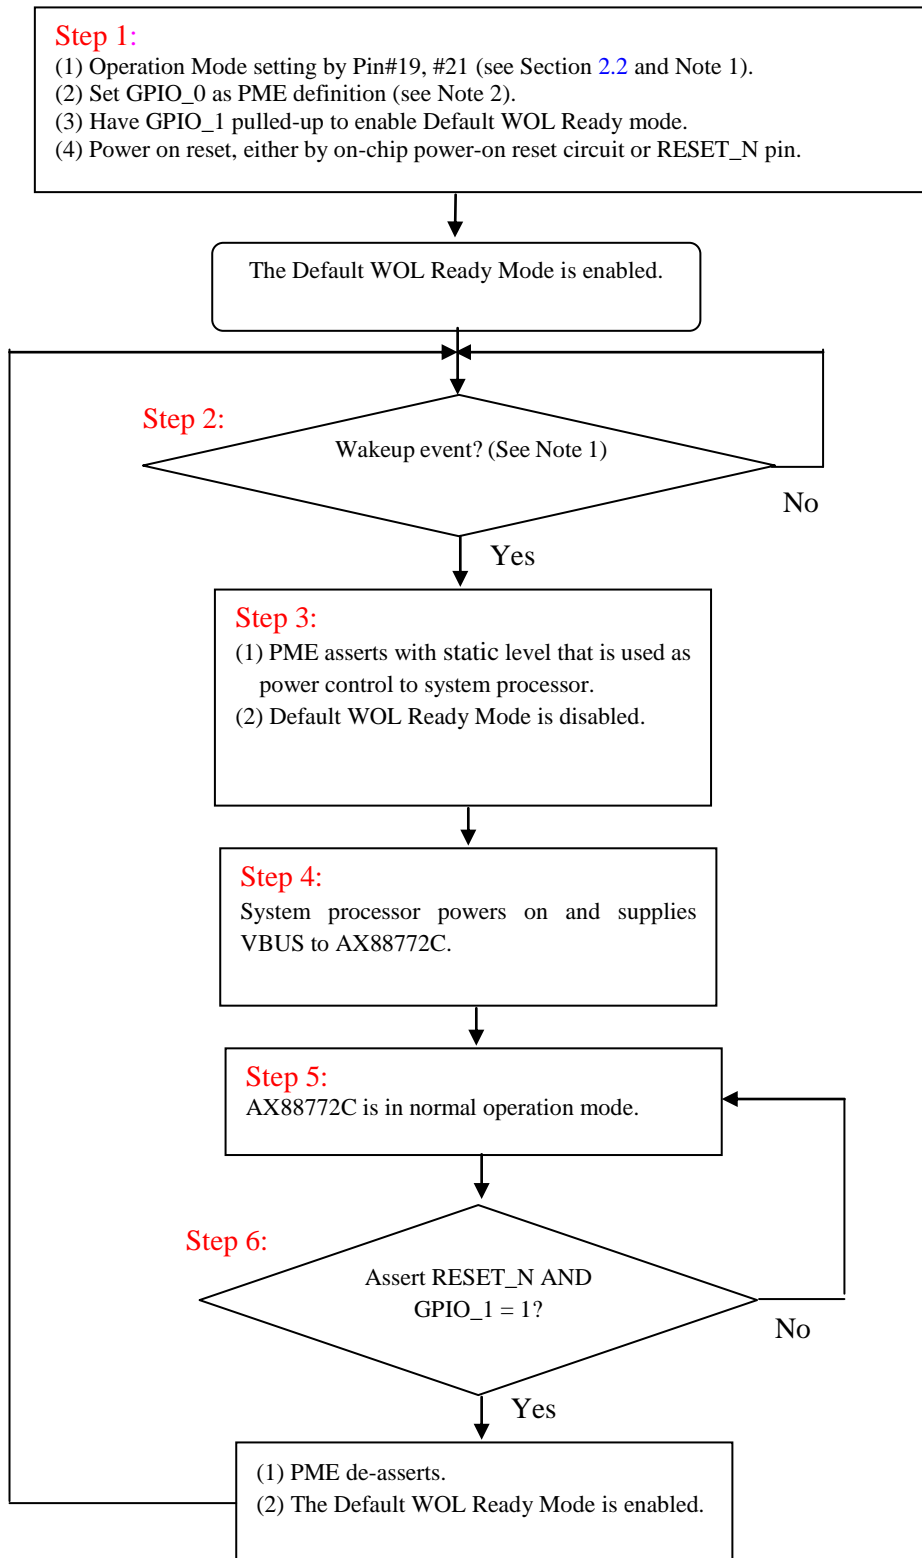 Step 1:
(1) Operation Mode setting by Pin#19, #21 (see Section 2.2 and Note 1).
(2) Set GPIO_0 as PME definition (see Note 2).
(3) Have GPIO_1 pulled-up to enable Default WOL Ready mode.
(4) Power on reset, either by on-chip power-on reset circuit or RESET_N pin.
The Default WOL Ready Mode is enabled.
Step 2:
Wakeup event? (See Note 1)
No
Yes
Step 3:
(1) PME asserts with static level that is used as
power control to system processor.
(2) Default WOL Ready Mode is disabled.
Step 4:
System processor powers on and supplies
VBUS to AX88772C.
Step 5:
AX88772C is in normal operation mode.
Step 6:
Assert RESET_N AND
GPIO_1 = 1?
No
Yes
(1) PME de-asserts.
(2) The Default WOL Ready Mode is enabled.